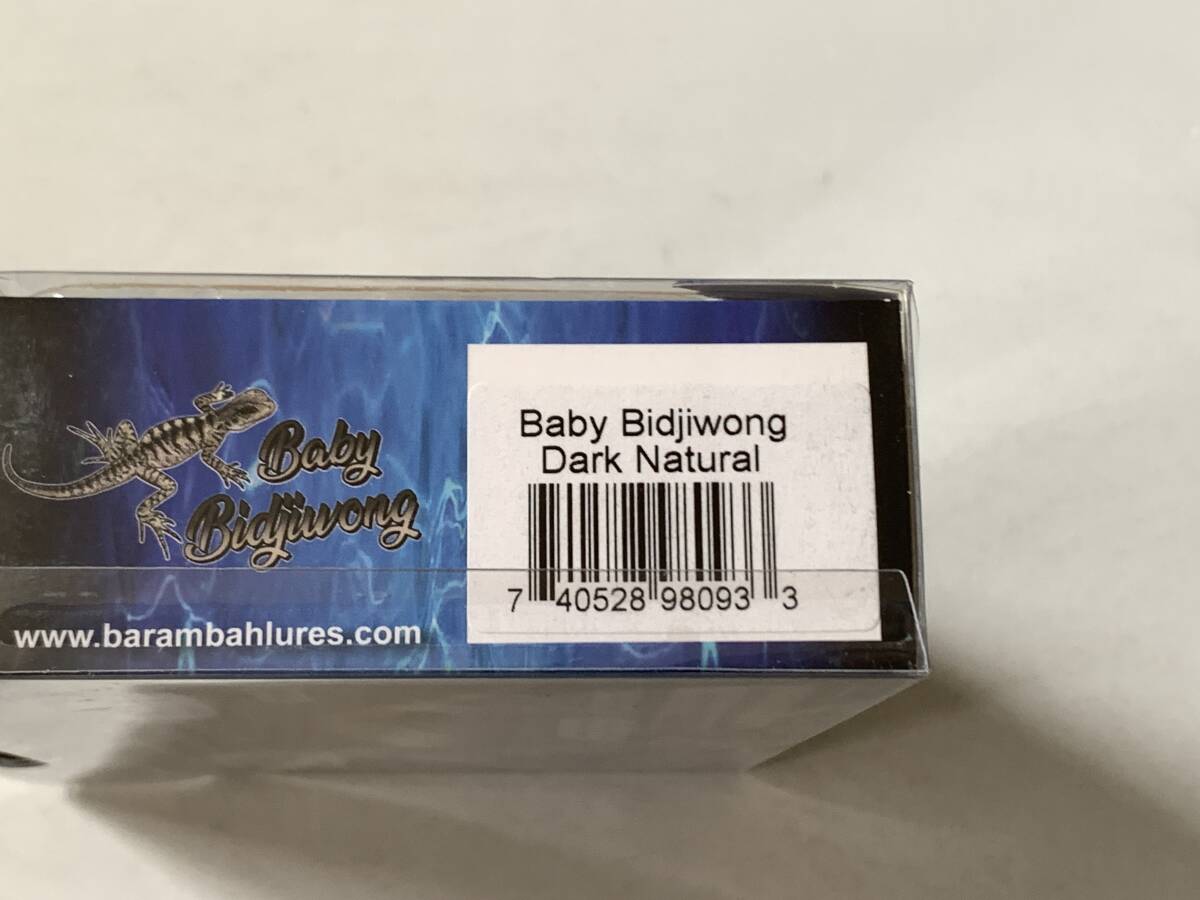 Baby
Bidjiwong
www.barambahlures.com
Baby Bidjiwong
Dark Natural
7 40528 98093 3